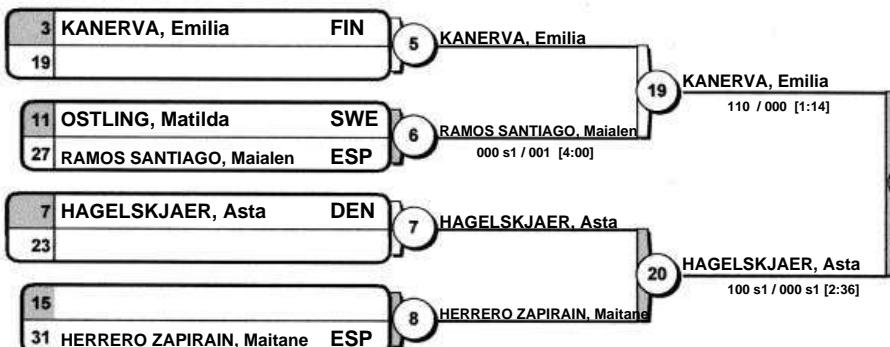 3 KANERVA, Emilia FIN
19
5
KANERVA, Emilia
11 OSTLING, Matilda SWE
27 RAMOS SANTIAGO, Maialen ESP
6
RAMOS SANTIAGO, Maialen
000 s1 / 001 [4:00]
19
KANERVA, Emilia
110 / 000 [1:14]
7 HAGELSKJAER, Asta DEN
23
7
HAGELSKJAER, Asta
15
31 HERRERO ZAPIRAIN, Maitane ESP
8
HERRERO ZAPIRAIN, Maitane
20
HAGELSKJAER, Asta
100 s1 / 000 s1 [2:36]